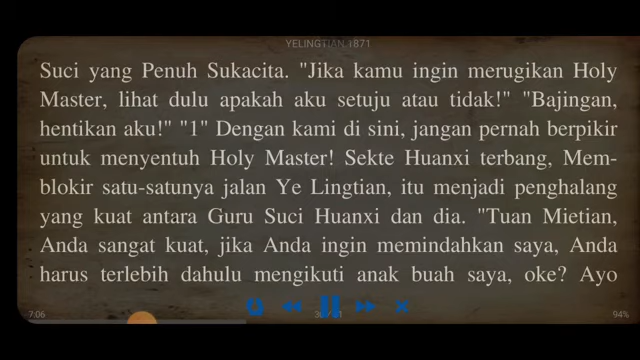 YELINGTIAN.1871
Suci yang Penuh Sukacita. "Jika kamu ingin merugikan Holy
Master, lihat dulu apakah aku setuju atau tidak!" "Bajingan,
hentikan aku!" "1" Dengan kami di sini, jangan pernah berpikir
untuk menyentuh Holy Master! Sekte Huanxi terbang, Mem-
blokir satu-satunya jalan Ye Lingtian, itu menjadi penghalang
yang kuat antara Guru Suci Huanxi dan dia. "Tuan Mietian,
Anda sangat kuat, jika Anda ingin memindahkan saya, Anda
harus terlebih dahulu mengikuti anak buah saya, oke? Ayo
7:06
94%